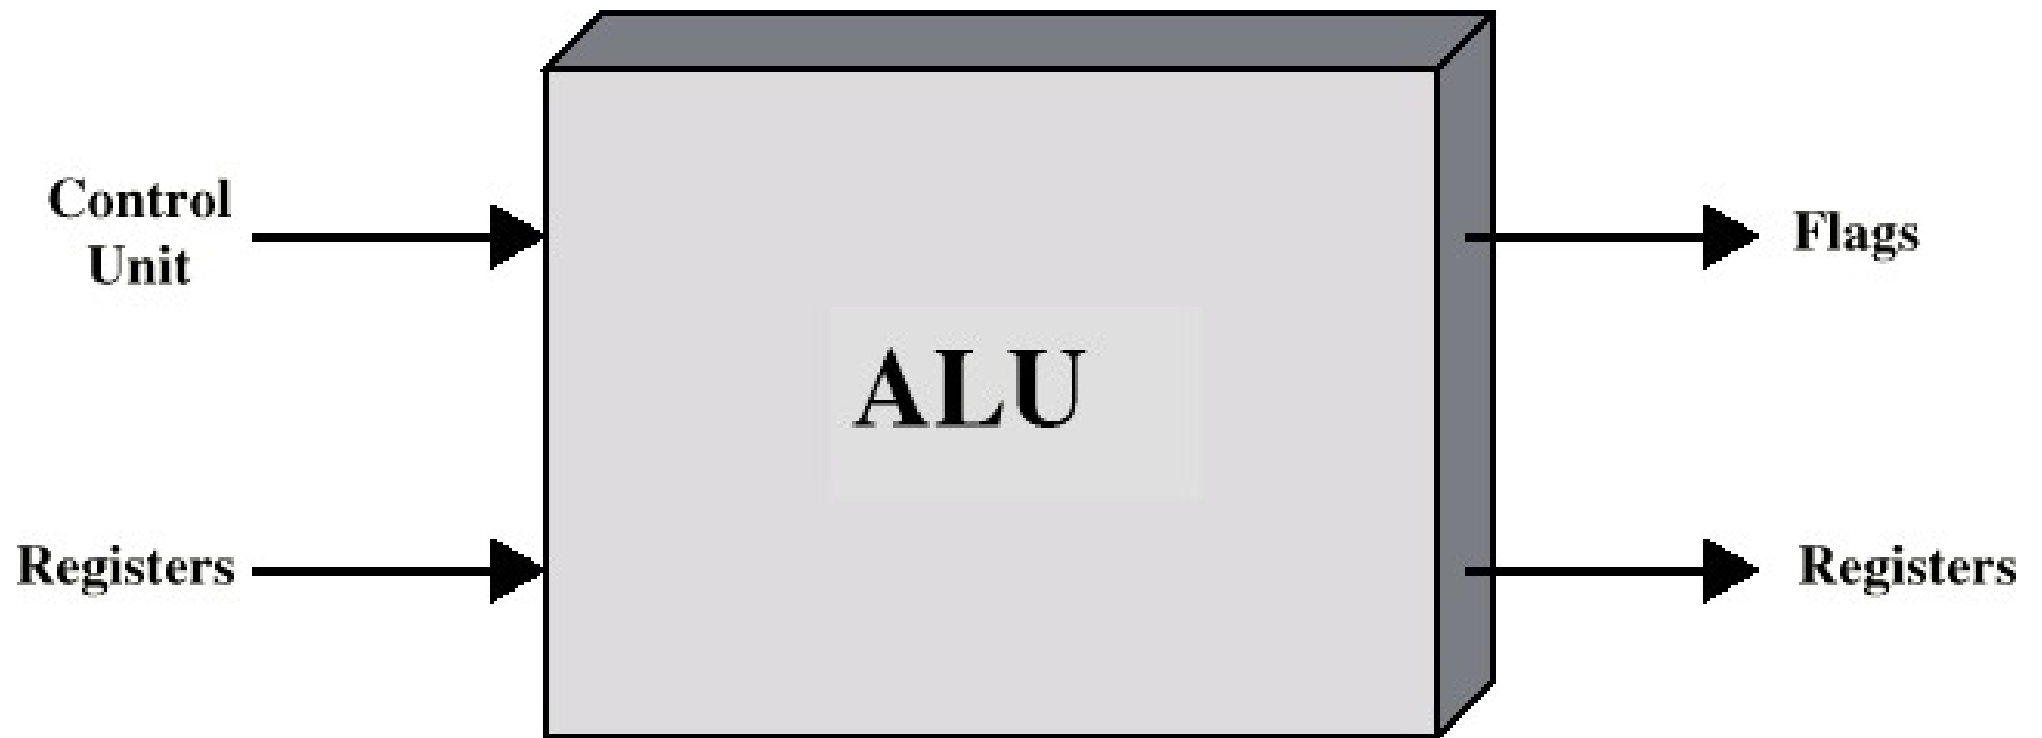 Control
Unit
Registers
ALU
Flags
Registers